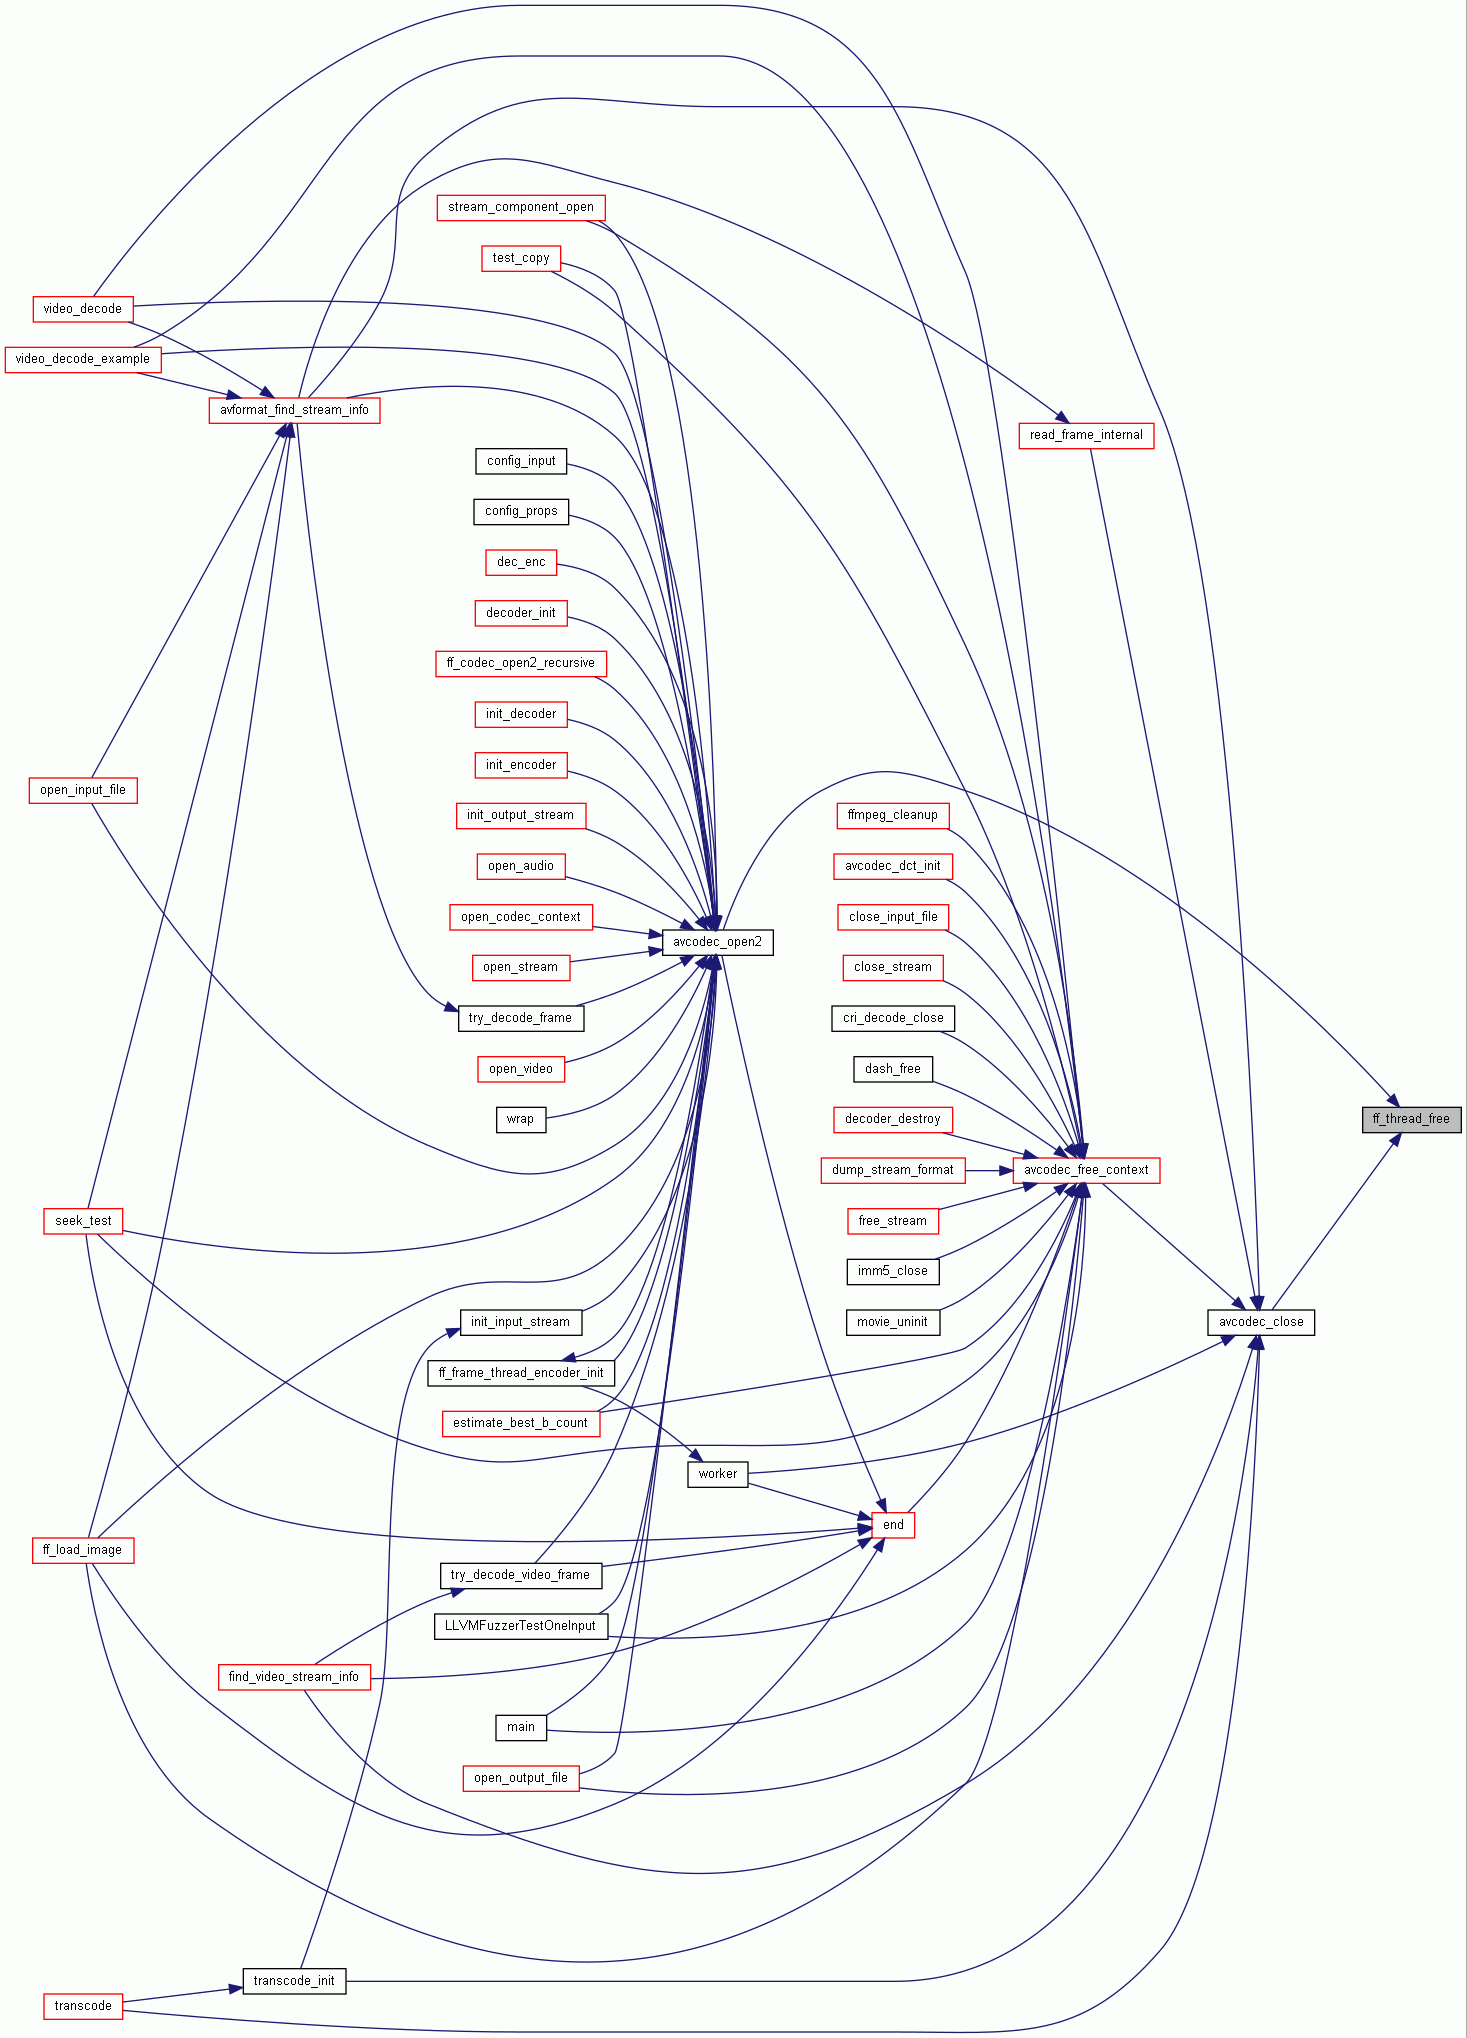 stream_component_open
test_copy
video_decode
video_decode_example
avformat_find_stream_info
read_frame_internal
config_input
config_props
dec_enc
decoder_init
ff_codec_open2_recursive
init_decoder
init_encoder
open_input_file
init_output_stream
ffmpeg_cleanup
open_audio
avcodec_dct_init
open_codec_context
close_input_file
avcodec_open2
open_stream
close_stream
try_decode_frame
cri_decode_close
open_video
dash_free
wrap
decoder_destroy
ff_thread_free
dump_stream_format
avcodec_free_context
seek_test
free_stream
imm5_close
init_input_stream
movie_uninit
avcodec_close
ff_frame_thread_encoder_init
estimate_best_b_count
worker
end
ff_load_image
try_decode_video_frame
LLVMFuzzerTestOneInput
find_video_stream_info
main
open_output_file
transcode_init
transcode